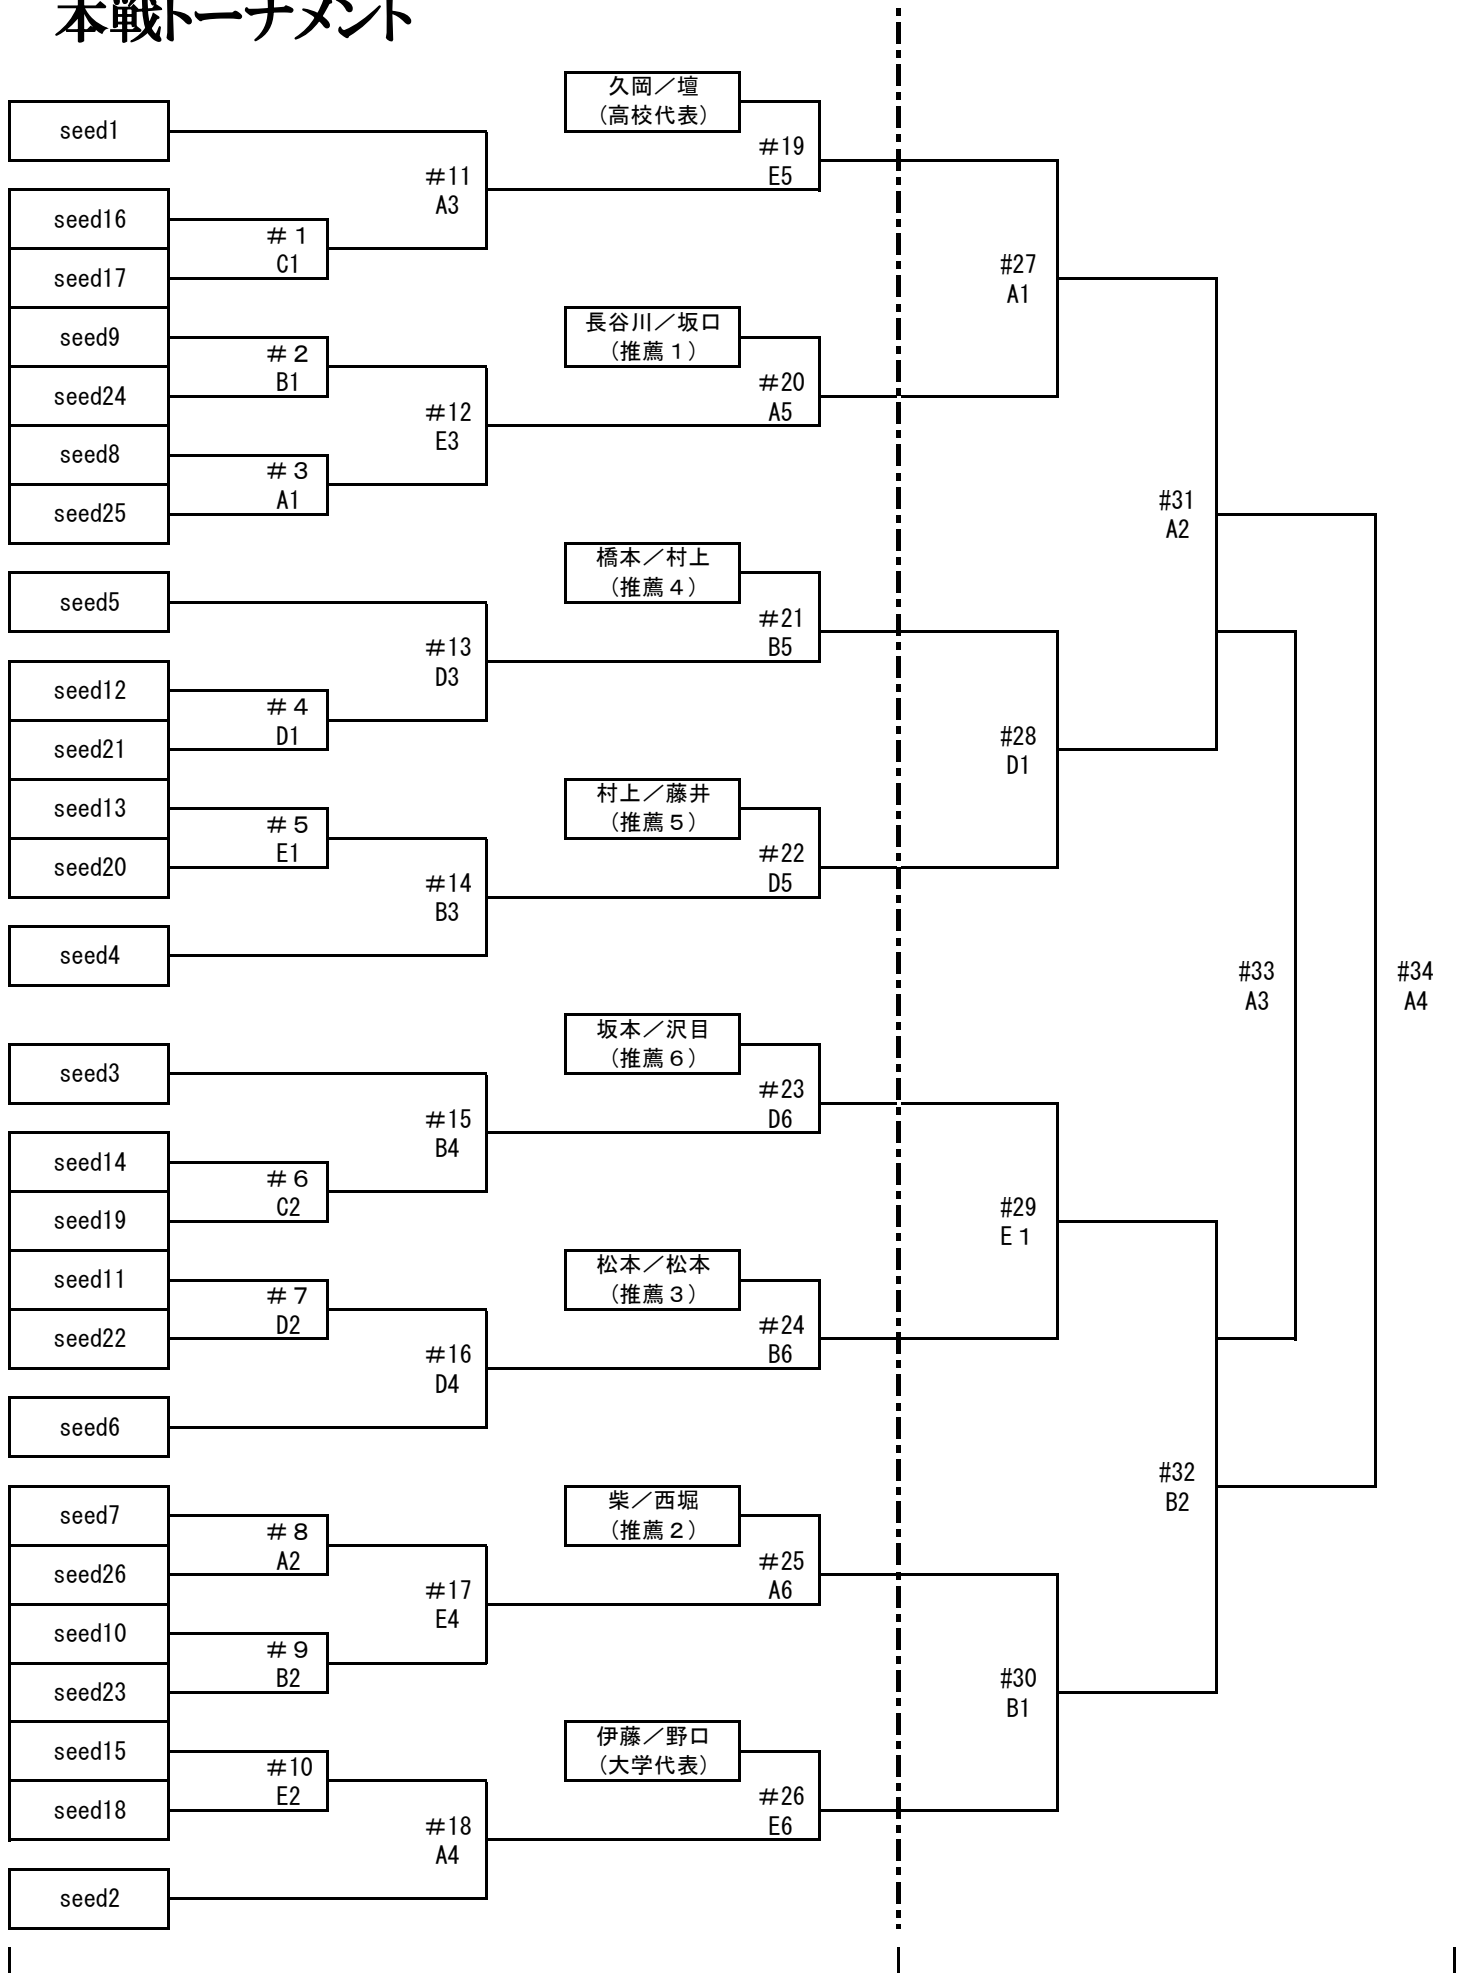 本戦トーナメント
久岡／壇
（高校代表）
seed1
＃19
E5
＃11
A3
seed16
＃１
C1
seed17
#27
A1
seed9
長谷川／坂口
（推薦１）
＃２
B1
seed24
＃20
A5
＃12
E3
seed8
＃３
A1
seed25
#31
A2
橋本／村上
（推薦４）
seed5
＃21
B5
＃13
D3
seed12
＃４
D1
seed21
#28
D1
seed13
村上／藤井
（推薦５）
＃５
E1
seed20
＃22
D5
＃14
B3
seed4
#33
A3
#34
A4
坂本／沢目
（推薦６）
seed3
＃23
D6
＃15
B4
seed14
＃６
C2
seed19
#29
E１
seed11
松本／松本
（推薦３）
＃７
D2
seed22
＃24
B6
＃16
D4
seed6
#32
B2
seed7
柴／西堀
（推薦２）
＃８
A2
seed26
＃25
A6
＃17
E4
seed10
＃９
B2
seed23
#30
B1
seed15
伊藤／野口
（大学代表）
＃10
E2
seed18
＃26
E6
＃18
A4
seed2